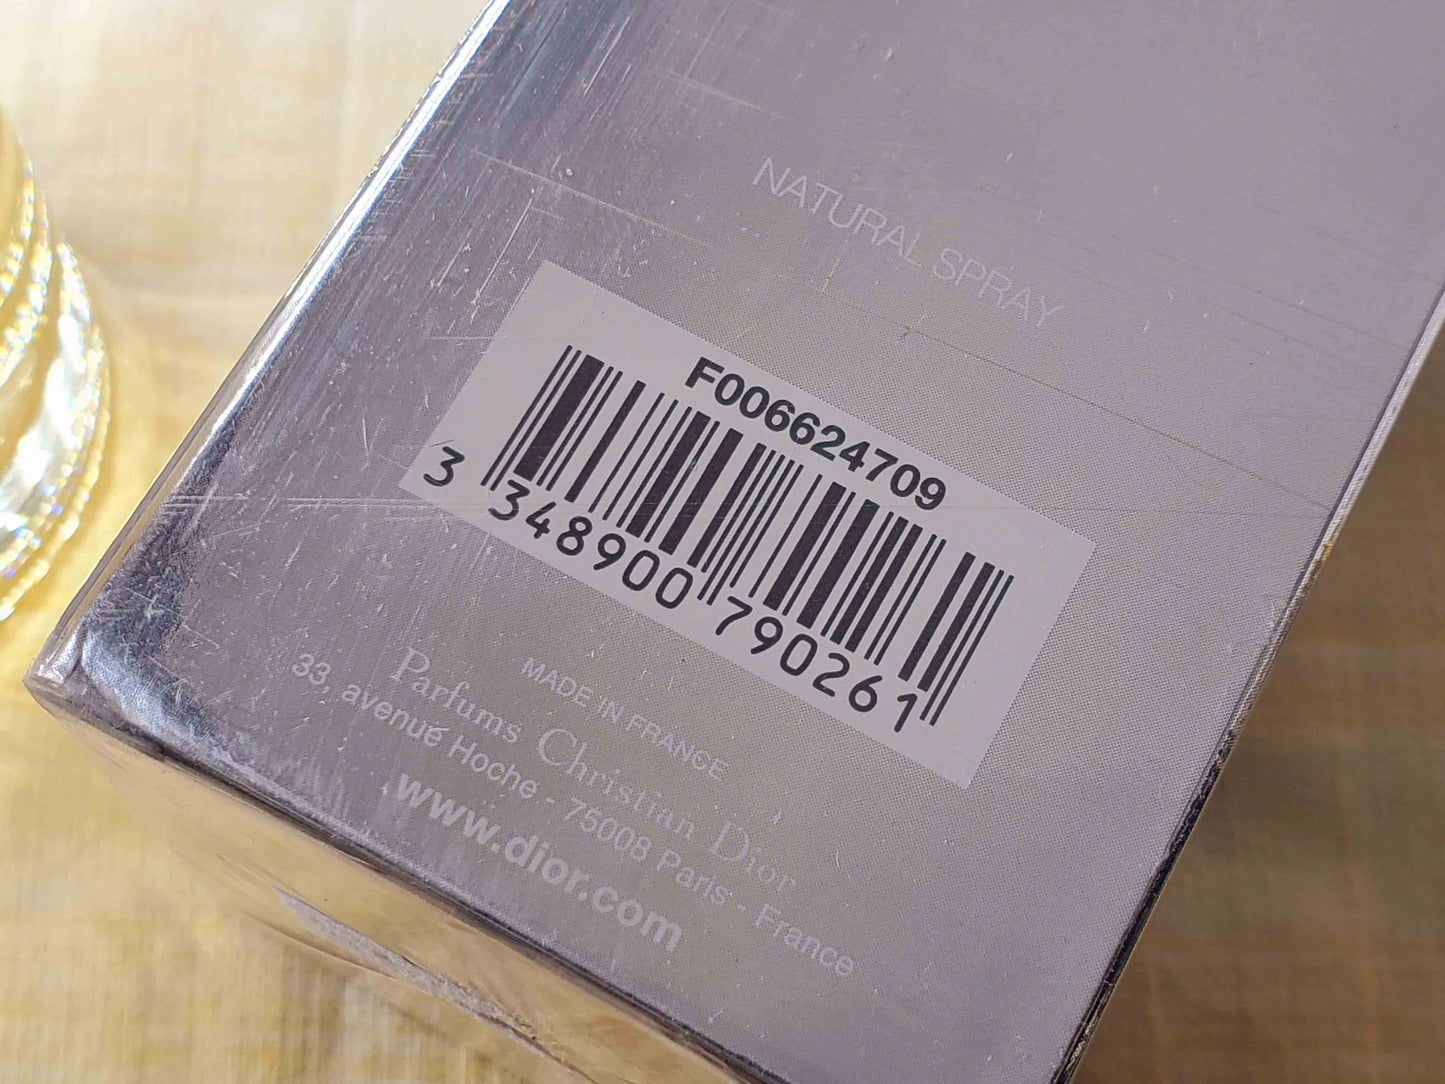 NATURAL SPRAY
F006624709
3 348900 790261
MADE IN FRANCE
Parfums Christian Dior
33, avenue Hoche - 75008 Paris - France
www.dior.com